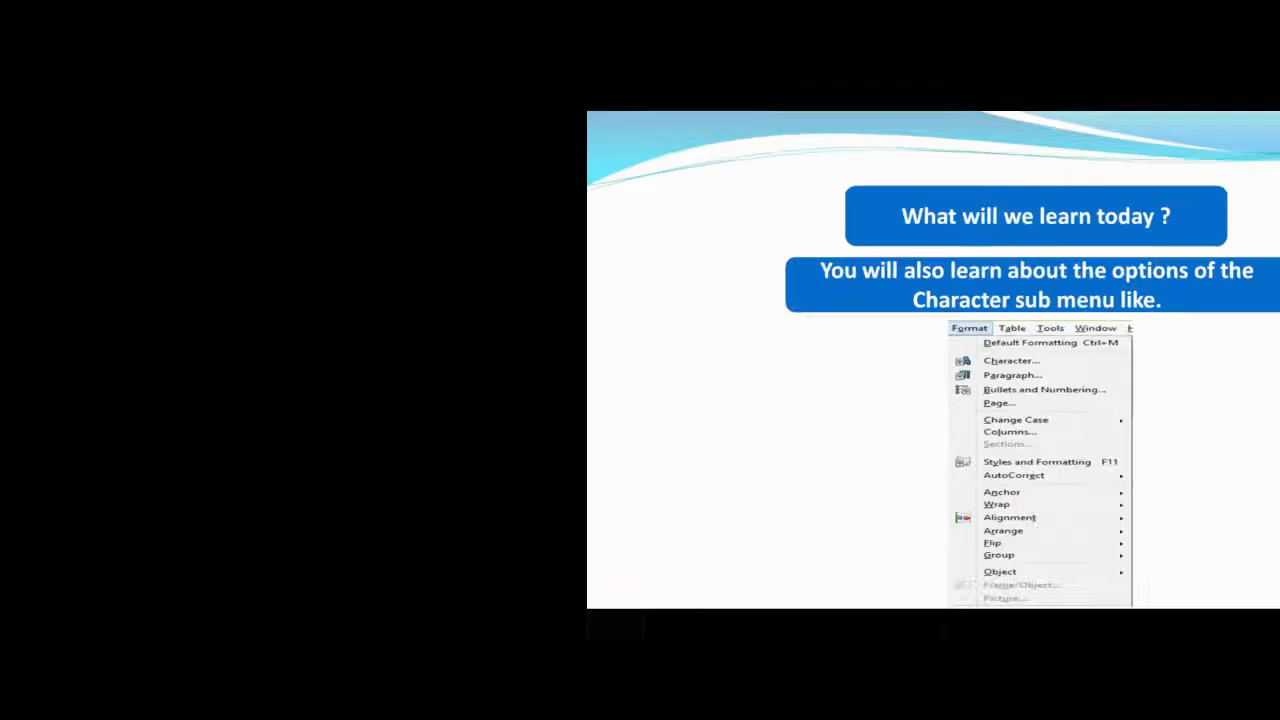 What will we learn today ?
You will also learn about the options of the
Character sub menu like.
Format Table Tools Window
Default Formatting Ctrl+M
Character...
Paragraph...
Bullets and Numbering...
Page...
Change Case
Columns...
Sections...
Styles and Formatting F11
AutoCorrect
Anchor
Wrap
Alignment
Arrange
Flip
Group
Object
Frame/Object...
Picture...